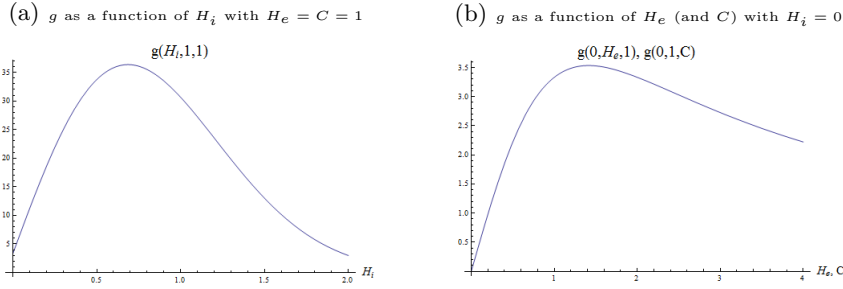 (a) g as a function of H_i with H_e = C = 1
g(H_i,1,1)
35
30
25
20
15
10
5
0.5 1.0 1.5 2.0 H_i
(b) g as a function of H_e (and C) with H_i = 0
g(0,H_e,1), g(0,1,C)
3.5
3.0
2.5
2.0
1.5
1.0
0.5
1 2 3 4 H_e, C